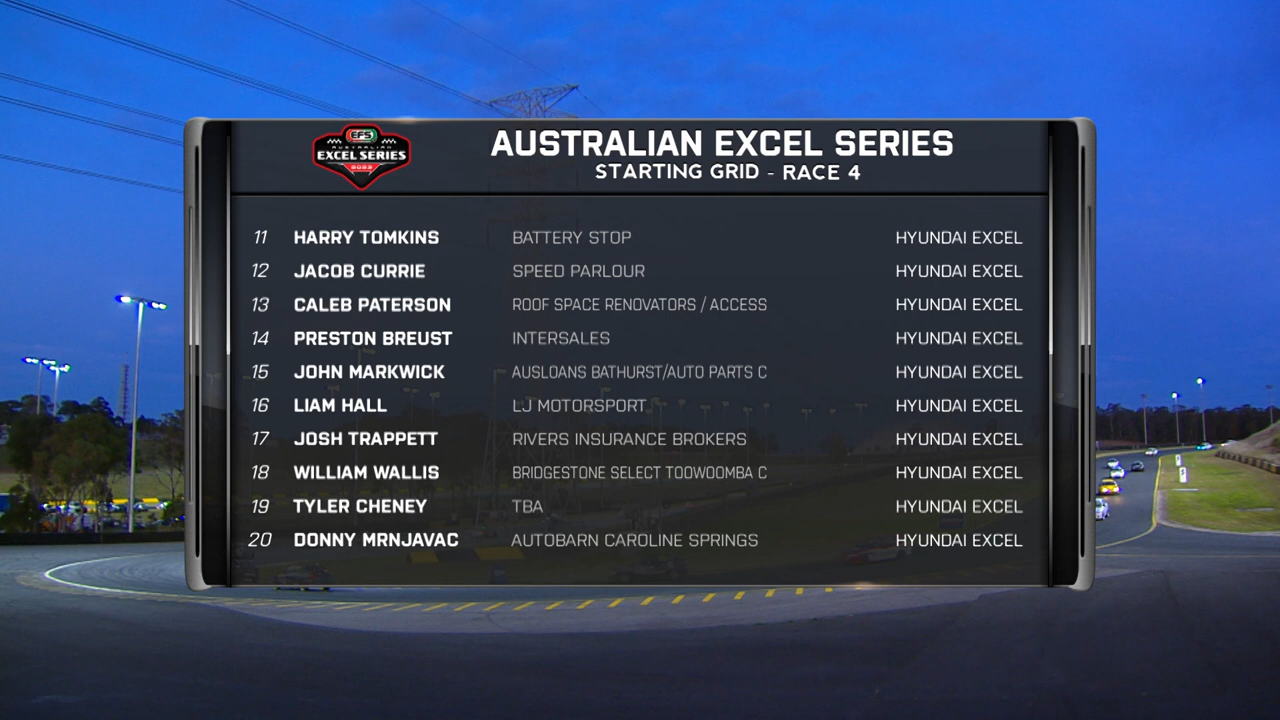 EFS
AUSTRALIAN
EXCEL SERIES
AUSTRALIAN EXCEL SERIES
STARTING GRID - RACE 4
11 HARRY TOMKINS BATTERY STOP HYUNDAI EXCEL
12 JACOB CURRIE SPEED PARLOUR HYUNDAI EXCEL
13 CALEB PATERSON ROOF SPACE RENOVATORS / ACCESS HYUNDAI EXCEL
14 PRESTON BREUST INTERSALES HYUNDAI EXCEL
15 JOHN MARKWICK AUSLOANS BATHURST/AUTO PARTS C HYUNDAI EXCEL
16 LIAM HALL LJ MOTORSPORT HYUNDAI EXCEL
17 JOSH TRAPPETT RIVERS INSURANCE BROKERS HYUNDAI EXCEL
18 WILLIAM WALLIS BRIDGESTONE SELECT TOOWOOMBA C HYUNDAI EXCEL
19 TYLER CHENEY TBA HYUNDAI EXCEL
20 DONNY MRNJAVAC AUTOBARN CAROLINE SPRINGS HYUNDAI EXCEL